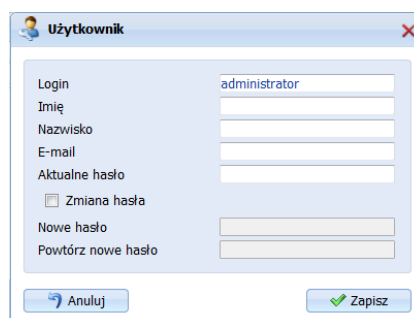 Użytkownik
Login administrator
Imię
Nazwisko
E-mail
Aktualne hasło
Zmiana hasła
Nowe hasło
Powtórz nowe hasło
Anuluj Zapisz